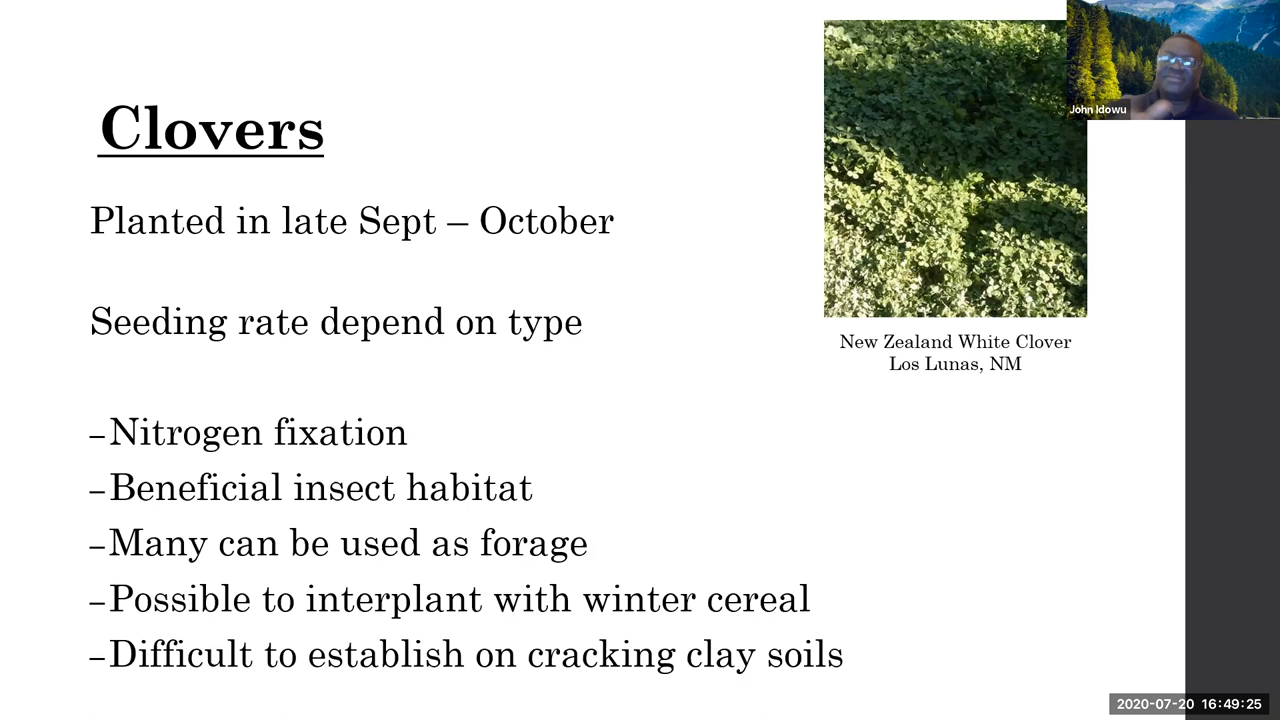 John Idowu
Clovers
Planted in late Sept – October
Seeding rate depend on type
New Zealand White Clover
Los Lunas, NM
–Nitrogen fixation
–Beneficial insect habitat
–Many can be used as forage
–Possible to interplant with winter cereal
–Difficult to establish on cracking clay soils
2020-07-20 16:49:25